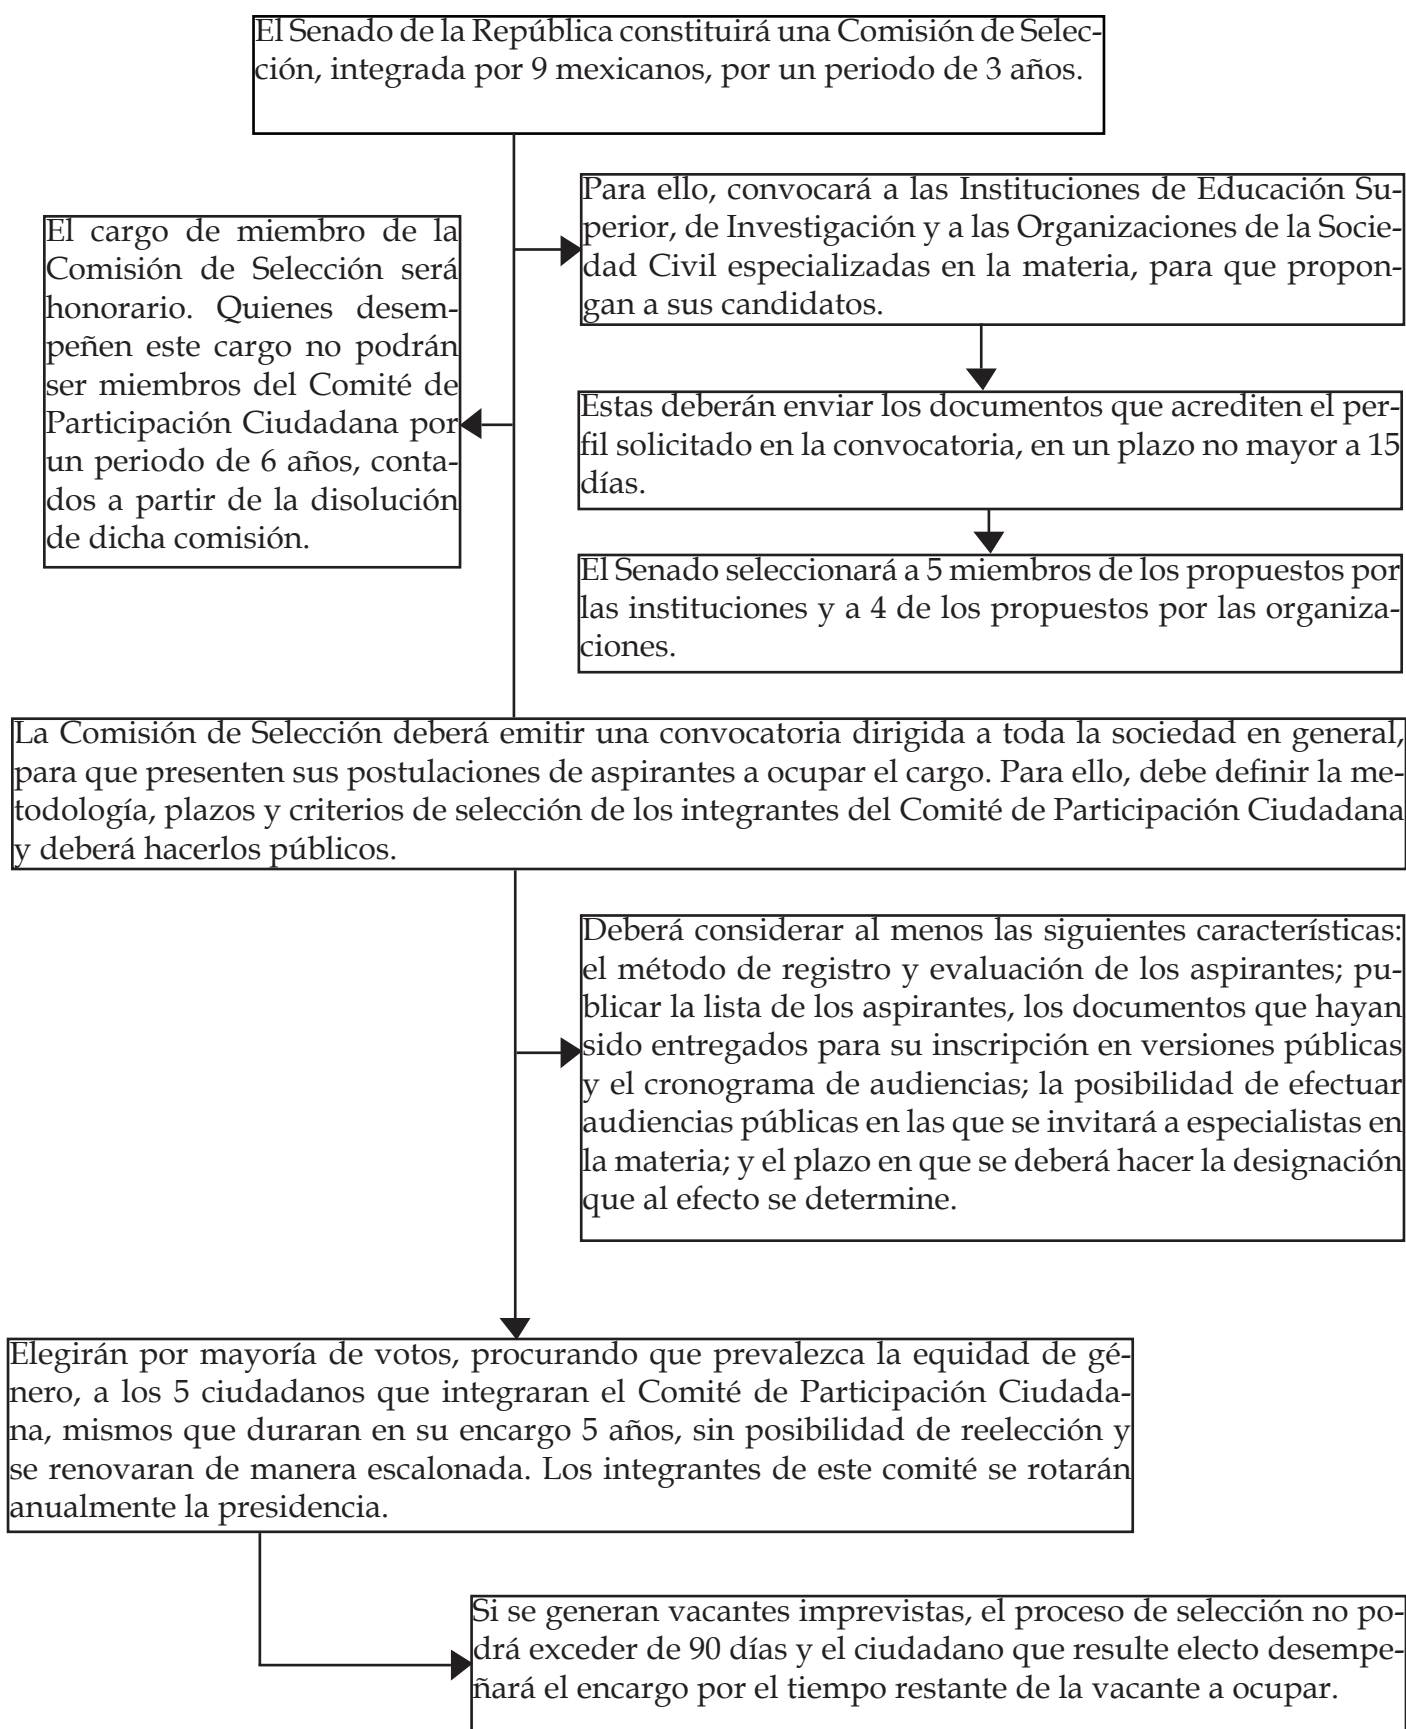 El Senado de la República constituirá una Comisión de Selec-
ción, integrada por 9 mexicanos, por un periodo de 3 años.
Para ello, convocará a las Instituciones de Educación Su-
perior, de Investigación y a las Organizaciones de la Socie-
dad Civil especializadas en la materia, para que propon-
gan a sus candidatos.
El cargo de miembro de la
Comisión de Selección será
honorario. Quienes desem-
peñen este cargo no podrán
ser miembros del Comité de
Participación Ciudadana por
un periodo de 6 años, conta-
dos a partir de la disolución
de dicha comisión.
Estas deberán enviar los documentos que acrediten el per-
fil solicitado en la convocatoria, en un plazo no mayor a 15
días.
El Senado seleccionará a 5 miembros de los propuestos por
las instituciones y a 4 de los propuestos por las organiza-
ciones.
La Comisión de Selección deberá emitir una convocatoria dirigida a toda la sociedad en general,
para que presenten sus postulaciones de aspirantes a ocupar el cargo. Para ello, debe definir la me-
todología, plazos y criterios de selección de los integrantes del Comité de Participación Ciudadana
y deberá hacerlos públicos.
Deberá considerar al menos las siguientes características:
el método de registro y evaluación de los aspirantes; pu-
blicar la lista de los aspirantes, los documentos que hayan
sido entregados para su inscripción en versiones públicas
y el cronograma de audiencias; la posibilidad de efectuar
audiencias públicas en las que se invitará a especialistas en
la materia; y el plazo en que se deberá hacer la designación
que al efecto se determine.
Elegirán por mayoría de votos, procurando que prevalezca la equidad de gé-
nero, a los 5 ciudadanos que integraran el Comité de Participación Ciudada-
na, mismos que duraran en su encargo 5 años, sin posibilidad de reelección y
se renovaran de manera escalonada. Los integrantes de este comité se rotarán
anualmente la presidencia.
Si se generan vacantes imprevistas, el proceso de selección no po-
drá exceder de 90 días y el ciudadano que resulte electo desempe-
ñará el encargo por el tiempo restante de la vacante a ocupar.